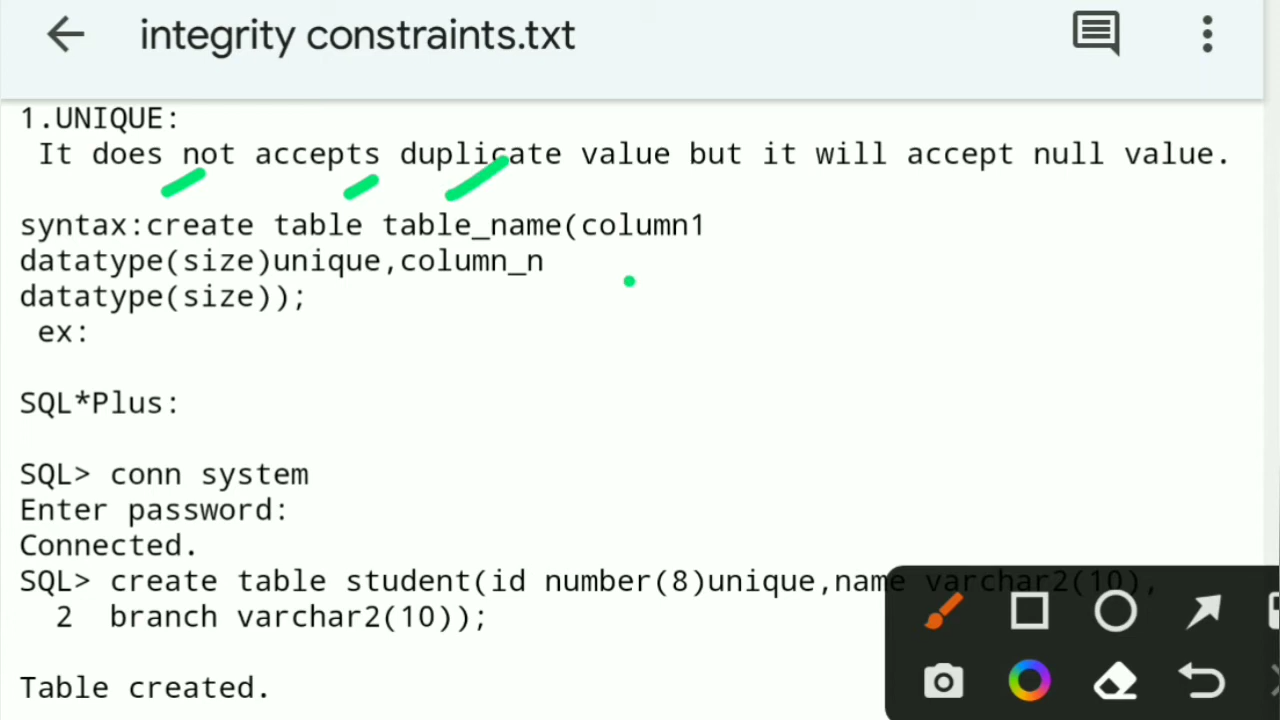 integrity constraints.txt
1.UNIQUE:
It does not accepts duplicate value but it will accept null value.
syntax:create table table_name(column1
datatype(size)unique,column_n
datatype(size));
ex:
SQL*Plus:
SQL> conn system
Enter password:
Connected.
SQL> create table student(id number(8)unique,name varchar2(10),
2 branch varchar2(10));
Table created.